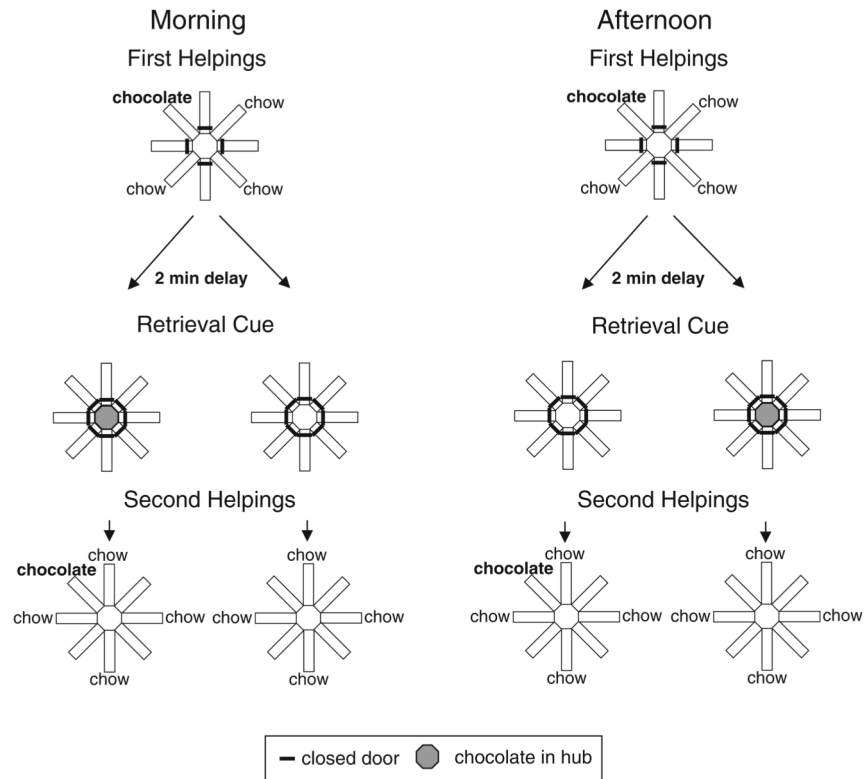 Morning
First Helpings
chocolate
chow
chow
chow
2 min delay
Retrieval Cue
Second Helpings
chow
chocolate
chow
chow
chow
chow
chow
chow
chow
Afternoon
First Helpings
chocolate
chow
chow
chow
2 min delay
Retrieval Cue
Second Helpings
chow
chocolate
chow
chow
chow
chow
chow
chow
chow
closed door
chocolate in hub